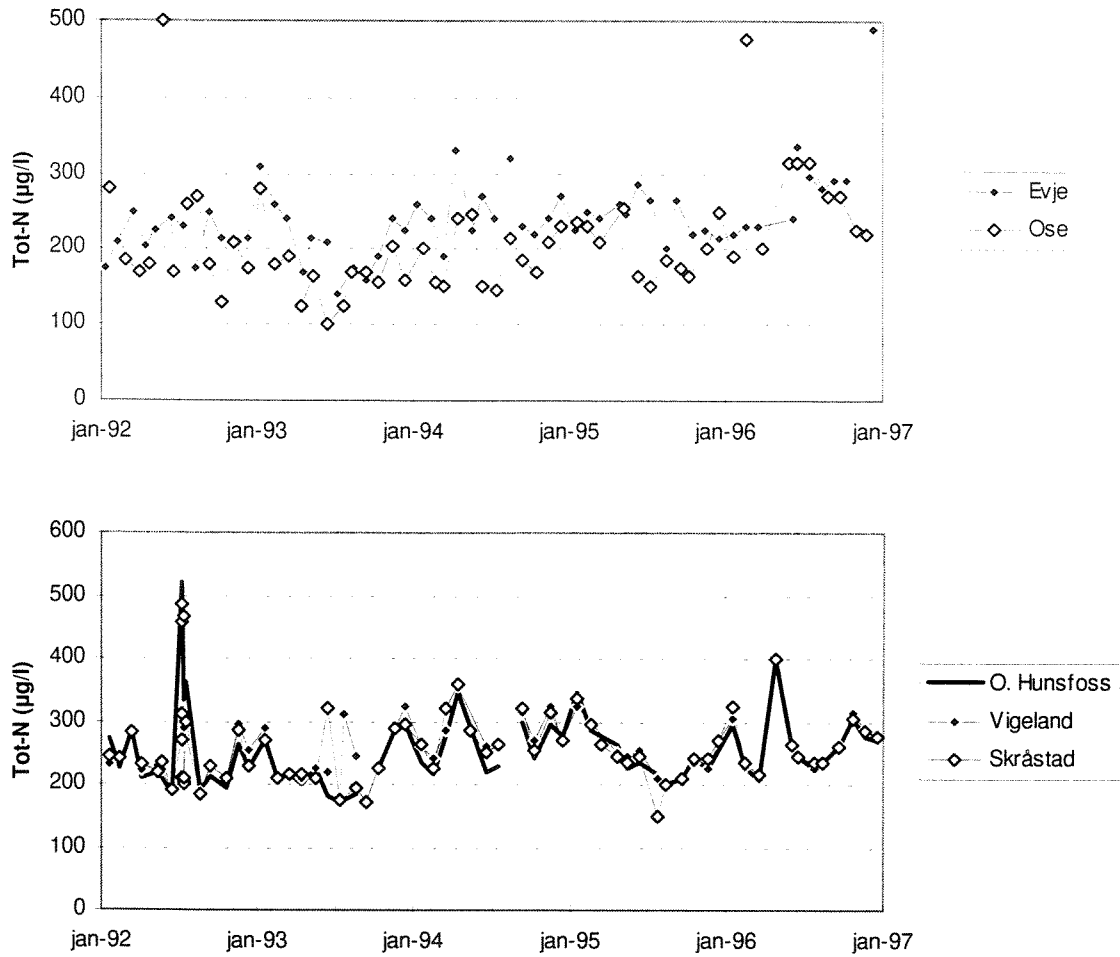 500
400
300
200
100
0
Tot-N (µg/l)
jan-92 jan-93 jan-94 jan-95 jan-96 jan-97
Evje
Ose
600
500
400
300
200
100
0
Tot-N (µg/l)
jan-92 jan-93 jan-94 jan-95 jan-96 jan-97
O. Hunsfoss
Vigeland
Skråstad